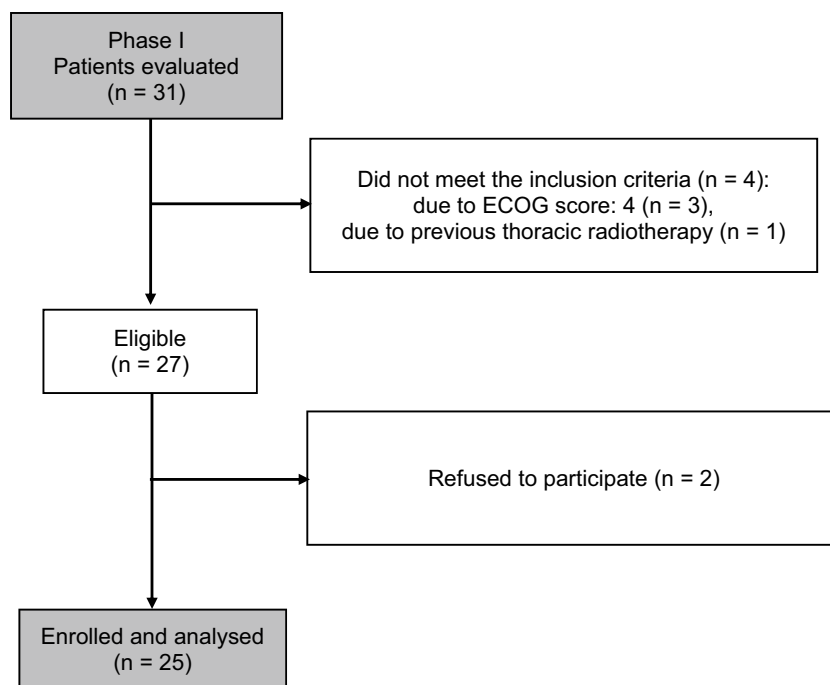 Phase I
Patients evaluated
(n = 31)
Did not meet the inclusion criteria (n = 4):
due to ECOG score: 4 (n = 3),
due to previous thoracic radiotherapy (n = 1)
Eligible
(n = 27)
Refused to participate (n = 2)
Enrolled and analysed
(n = 25)